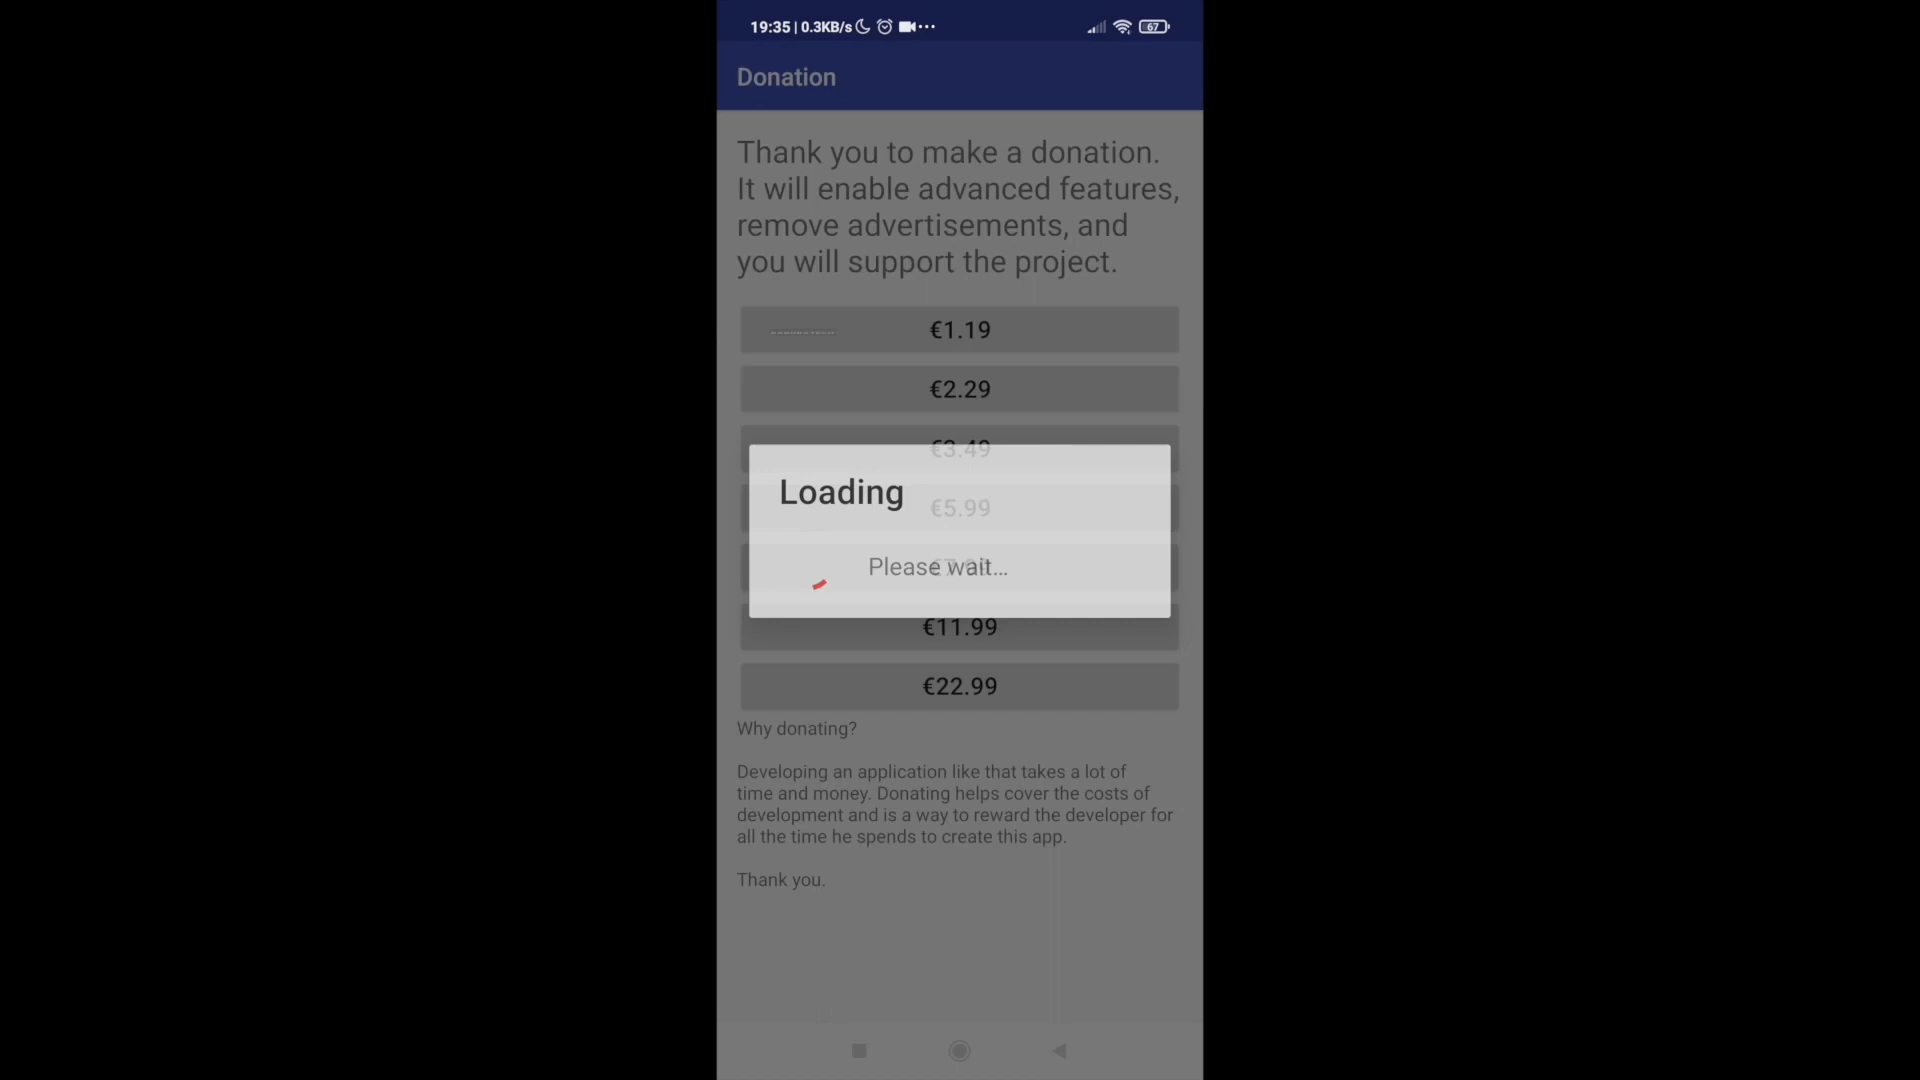 19:35 | 0.3KB/s
67
Donation
Thank you to make a donation.
It will enable advanced features,
remove advertisements, and
you will support the project.
€1.19
€2.29
€3.49
Loading
€5.99
Please wait...
€11.99
€22.99
Why donating?
Developing an application like that takes a lot of
time and money. Donating helps cover the costs of
development and is a way to reward the developer for
all the time he spends to create this app.
Thank you.